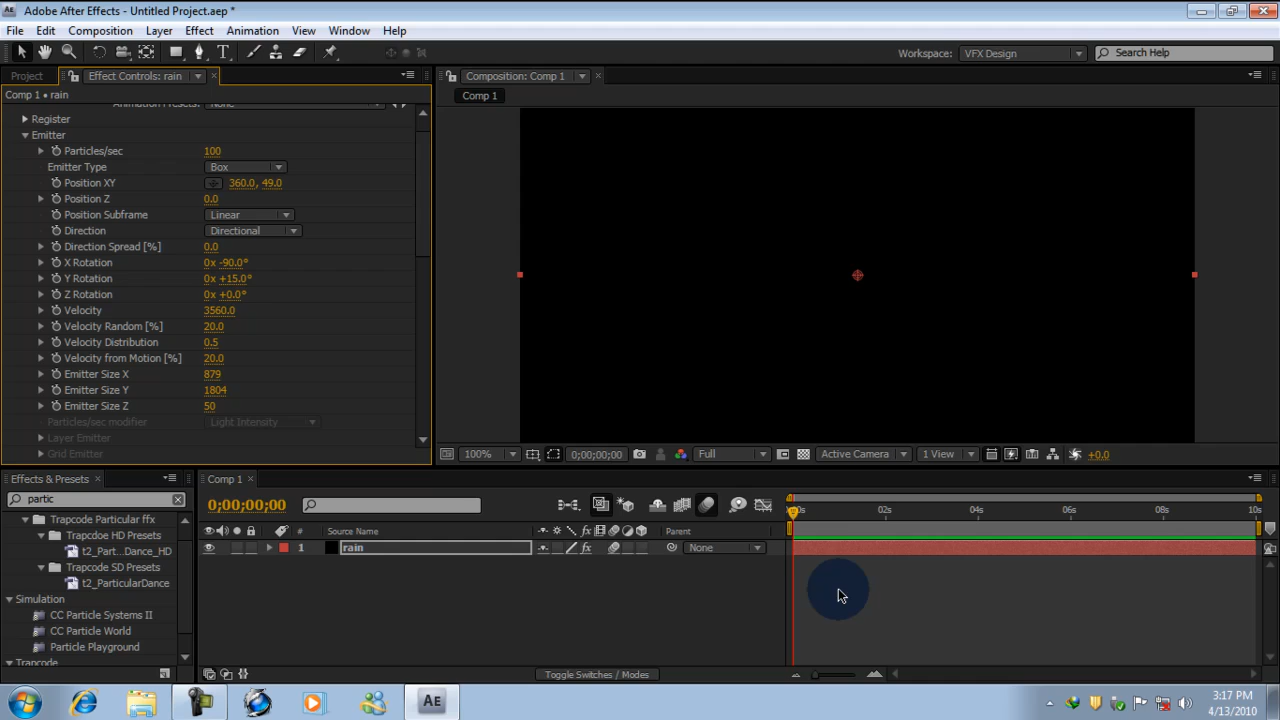 Adobe After Effects - Untitled Project.aep *
File Edit Composition Layer Effect Animation View Window Help
Workspace: VFX Design Search Help
Project Effect Controls: rain Composition: Comp 1
Comp 1 • rain Comp 1
Animation Presets: None
Register
Emitter
Particles/sec 100
Emitter Type Box
Position XY 360.0, 49.0
Position Z 0.0
Position Subframe Linear
Direction Directional
Direction Spread [%] 0.0
X Rotation 0x -90.0°
Y Rotation 0x +15.0°
Z Rotation 0x +0.0°
Velocity 3560.0
Velocity Random [%] 20.0
Velocity Distribution 0.5
Velocity from Motion [%] 20.0
Emitter Size X 879
Emitter Size Y 1804
Emitter Size Z 50
Particles/sec modifier Light Intensity
Layer Emitter
Grid Emitter
100% 0;00;00;00 Full Active Camera 1 View +0.0
Effects & Presets
partic
Trapcode Particular ffx
Trapcode HD Presets
t2_Part...Dance_HD
Trapcode SD Presets
t2_ParticularDance
Simulation
CC Particle Systems II
CC Particle World
Particle Playground
Trapcode
Comp 1
0;00;00;00
02s 04s 06s 08s 10s
# Source Name Parent
1 rain None
Toggle Switches / Modes
AE
3:17 PM
4/13/2010